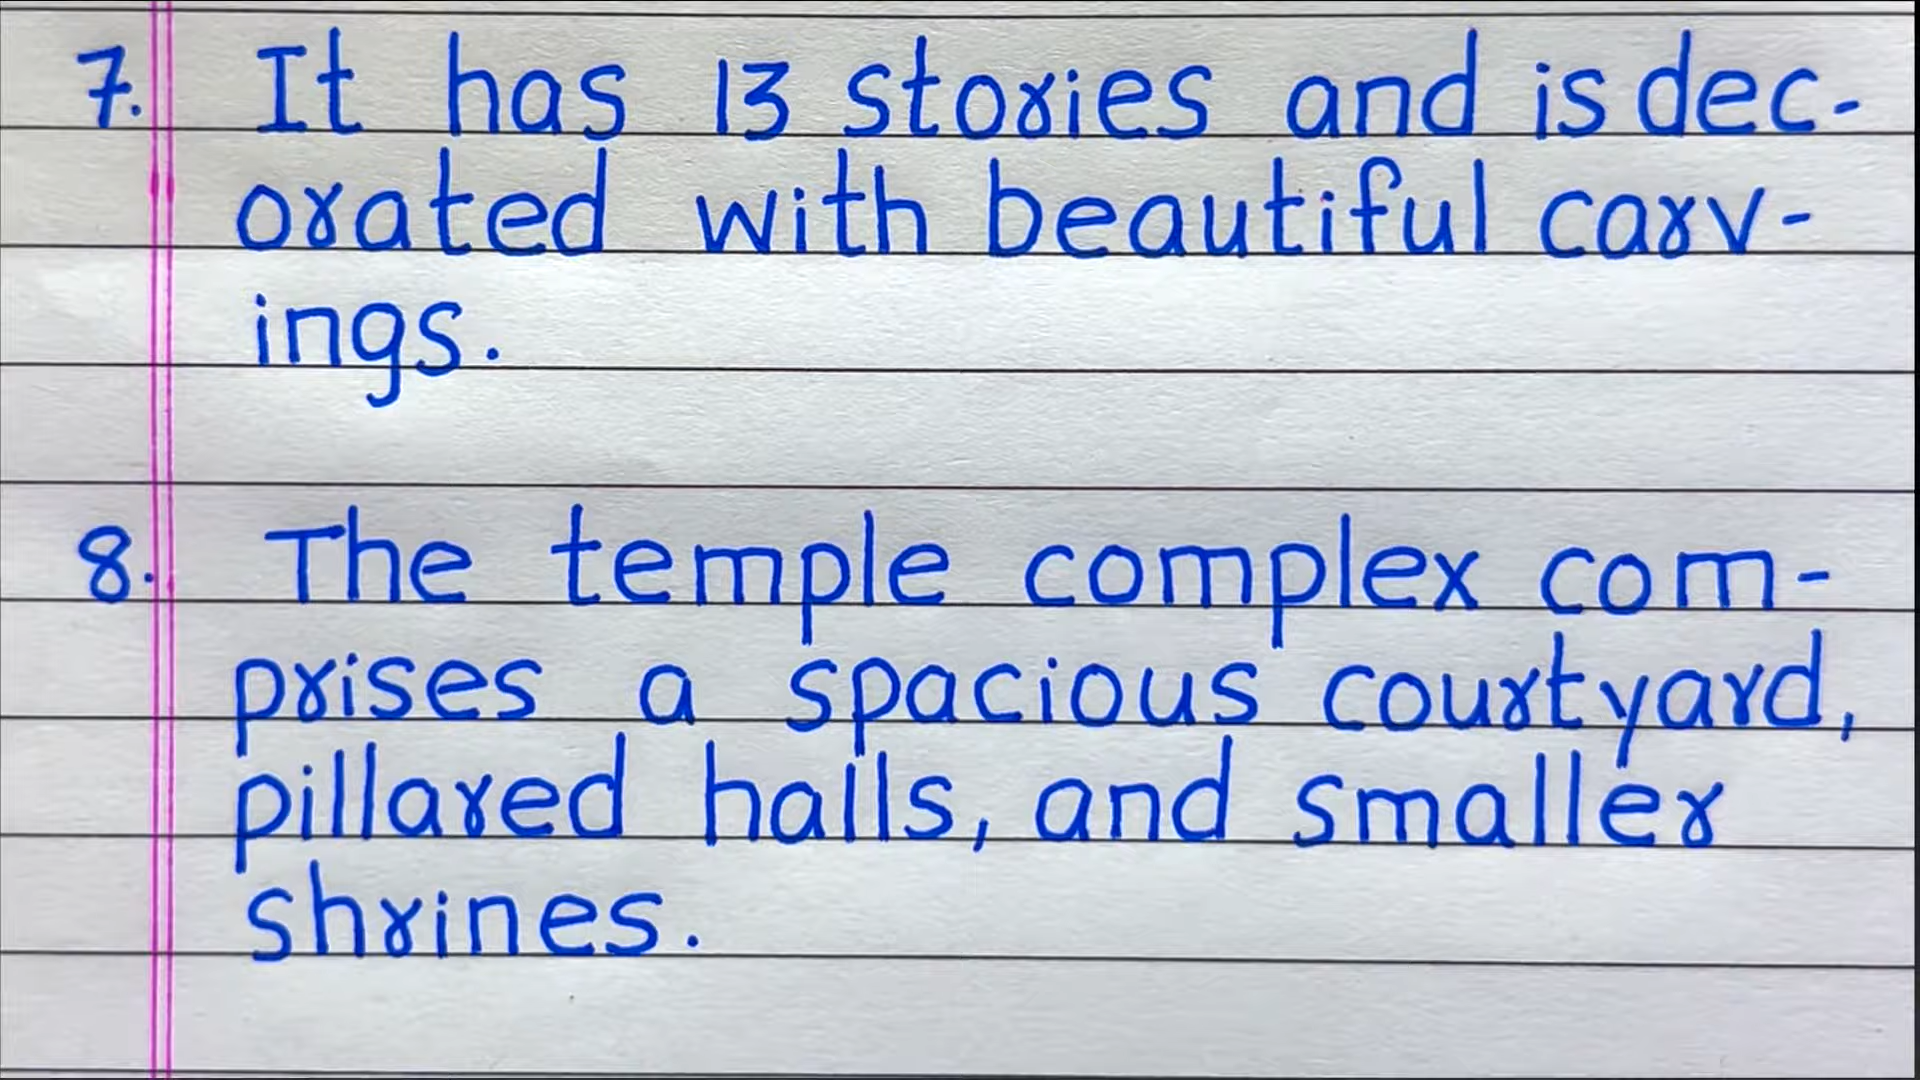 7. It has 13 stories and is dec-
orated with beautiful carv-
ings.
8. The temple complex com-
prises a spacious courtyard,
pillared halls, and smaller
shrines.